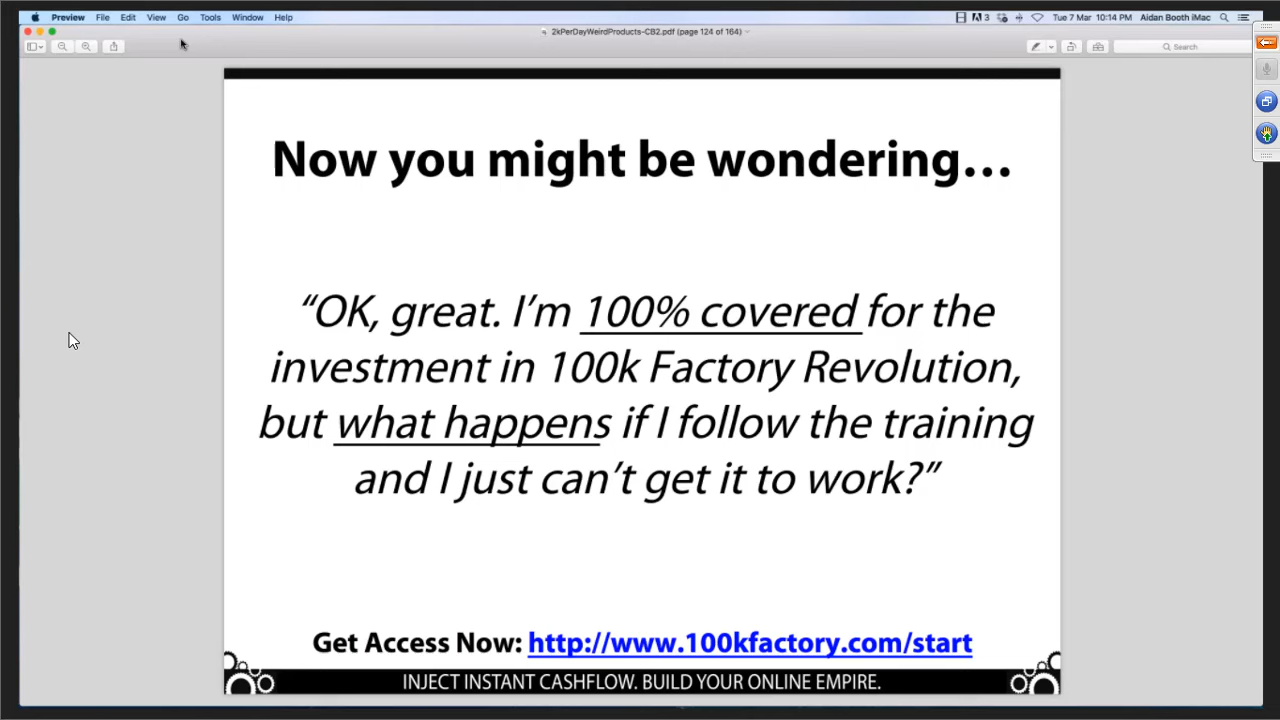 Preview File Edit View Go Tools Window Help
3 Tue 7 Mar 10:14 PM Aidan Booth iMac
2kPerDayWeirdProducts-CB2.pdf (page 124 of 164)
Search
Now you might be wondering…
“OK, great. I’m 100% covered for the
investment in 100k Factory Revolution,
but what happens if I follow the training
and I just can’t get it to work?”
Get Access Now: http://www.100kfactory.com/start
INJECT INSTANT CASHFLOW. BUILD YOUR ONLINE EMPIRE.